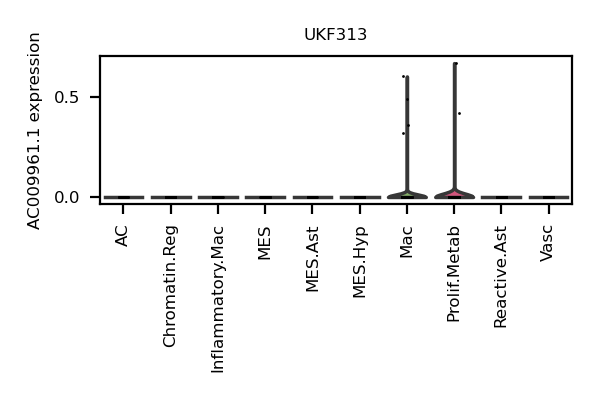 UKF313
AC009961.1 expression
0.5
0.0
AC
Chromatin.Reg
Inflammatory.Mac
MES
MES.Ast
MES.Hyp
Mac
Prolif.Metab
Reactive.Ast
Vasc